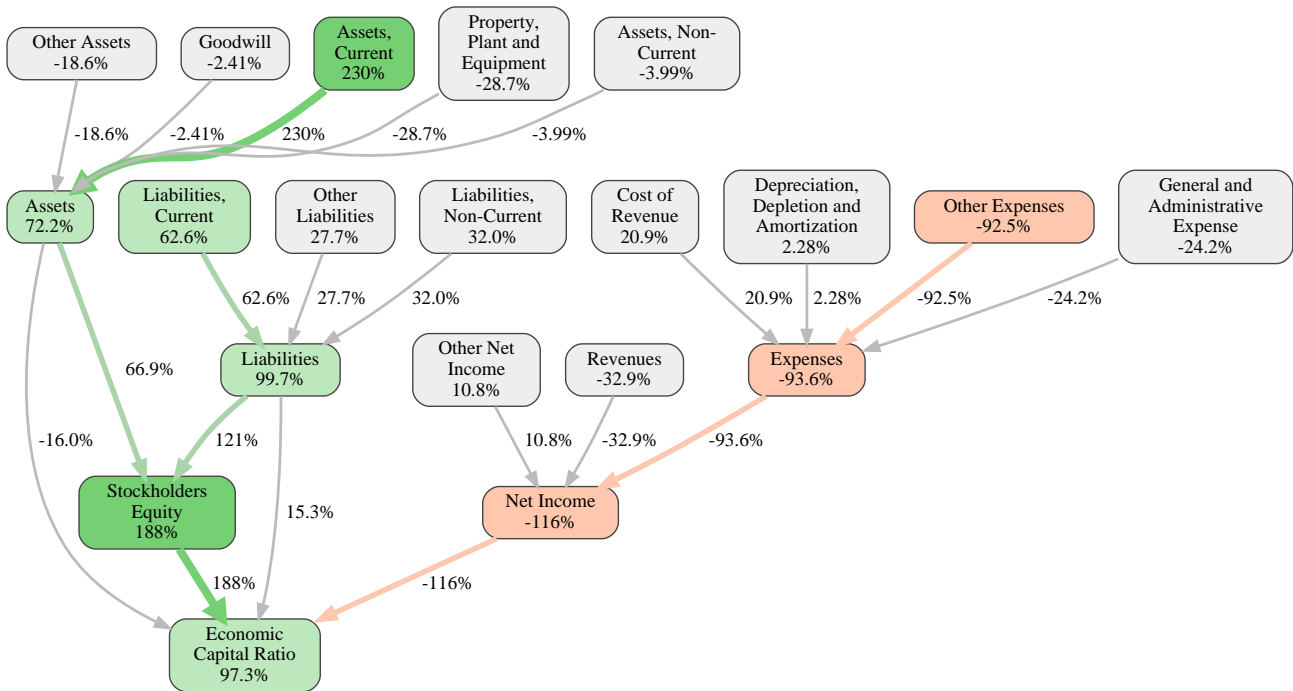 Other Assets
-18.6%
Goodwill
-2.41%
Assets,
Current
230%
Property,
Plant and
Equipment
-28.7%
Assets, Non-
Current
-3.99%
-18.6%
-2.41%
230%
-28.7%
-3.99%
Assets
72.2%
Liabilities,
Current
62.6%
Other
Liabilities
27.7%
Liabilities,
Non-Current
32.0%
Cost of
Revenue
20.9%
Depreciation,
Depletion and
Amortization
2.28%
Other Expenses
-92.5%
General and
Administrative
Expense
-24.2%
62.6%
27.7%
32.0%
20.9%
2.28%
-92.5%
-24.2%
66.9%
Liabilities
99.7%
Other Net
Income
10.8%
Revenues
-32.9%
Expenses
-93.6%
-16.0%
121%
10.8%
-32.9%
-93.6%
Stockholders
Equity
188%
15.3%
Net Income
-116%
188%
-116%
Economic
Capital Ratio
97.3%